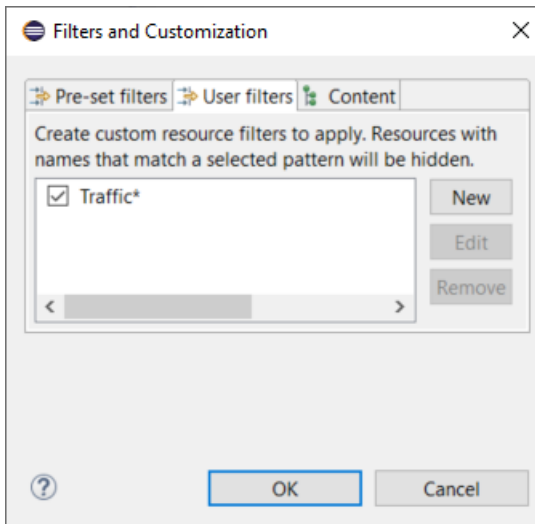 Filters and Customization
Pre-set filters User filters Content
Create custom resource filters to apply. Resources with
names that match a selected pattern will be hidden.
Traffic*
New
Edit
Remove
OK
Cancel